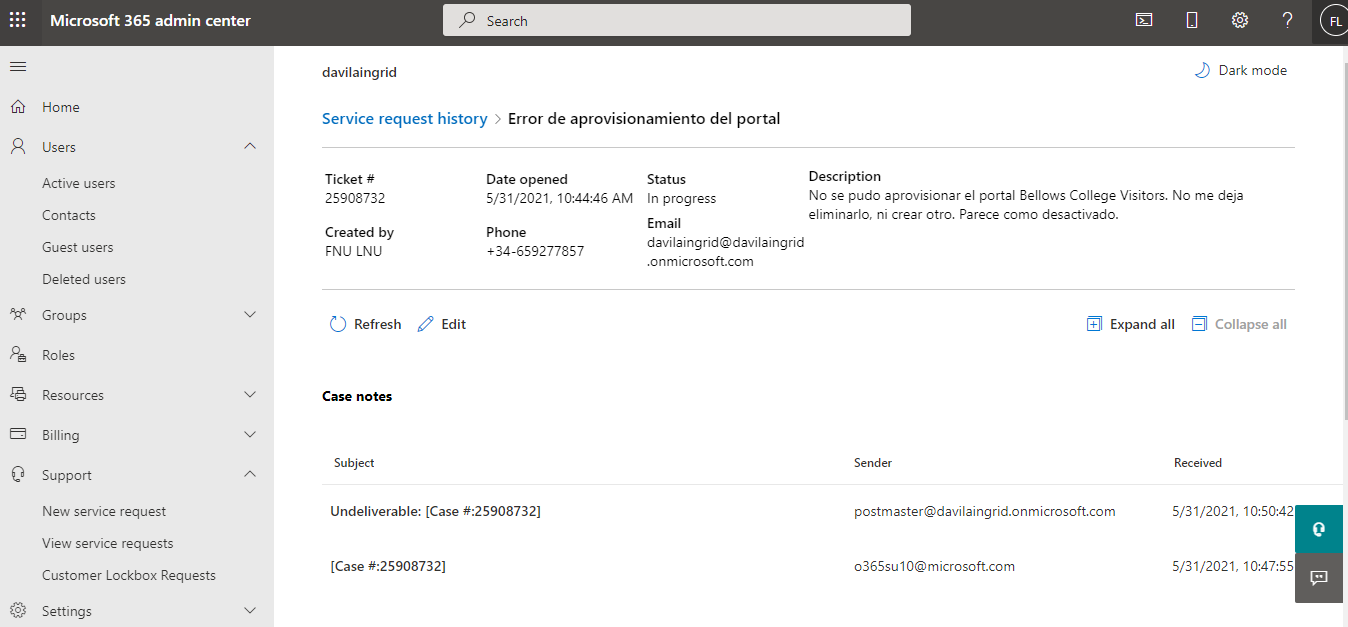 Microsoft 365 admin center
Search
FL
davilaingrid
Dark mode
Home
Users
Active users
Contacts
Guest users
Deleted users
Groups
Roles
Resources
Billing
Support
New service request
View service requests
Customer Lockbox Requests
Settings
Service request history > Error de aprovisionamiento del portal
Ticket #
25908732
Created by
FNU LNU
Date opened
5/31/2021, 10:44:46 AM
Phone
+34-659277857
Status
In progress
Email
davilaingrid@davilaingrid
.onmicrosoft.com
Description
No se pudo aprovisionar el portal Bellows College Visitors. No me deja
eliminarlo, ni crear otro. Parece como desactivado.
Refresh
Edit
Expand all
Collapse all
Case notes
Subject Sender Received
Undeliverable: [Case #:25908732] postmaster@davilaingrid.onmicrosoft.com 5/31/2021, 10:50:42
[Case #:25908732] o365su10@microsoft.com 5/31/2021, 10:47:55